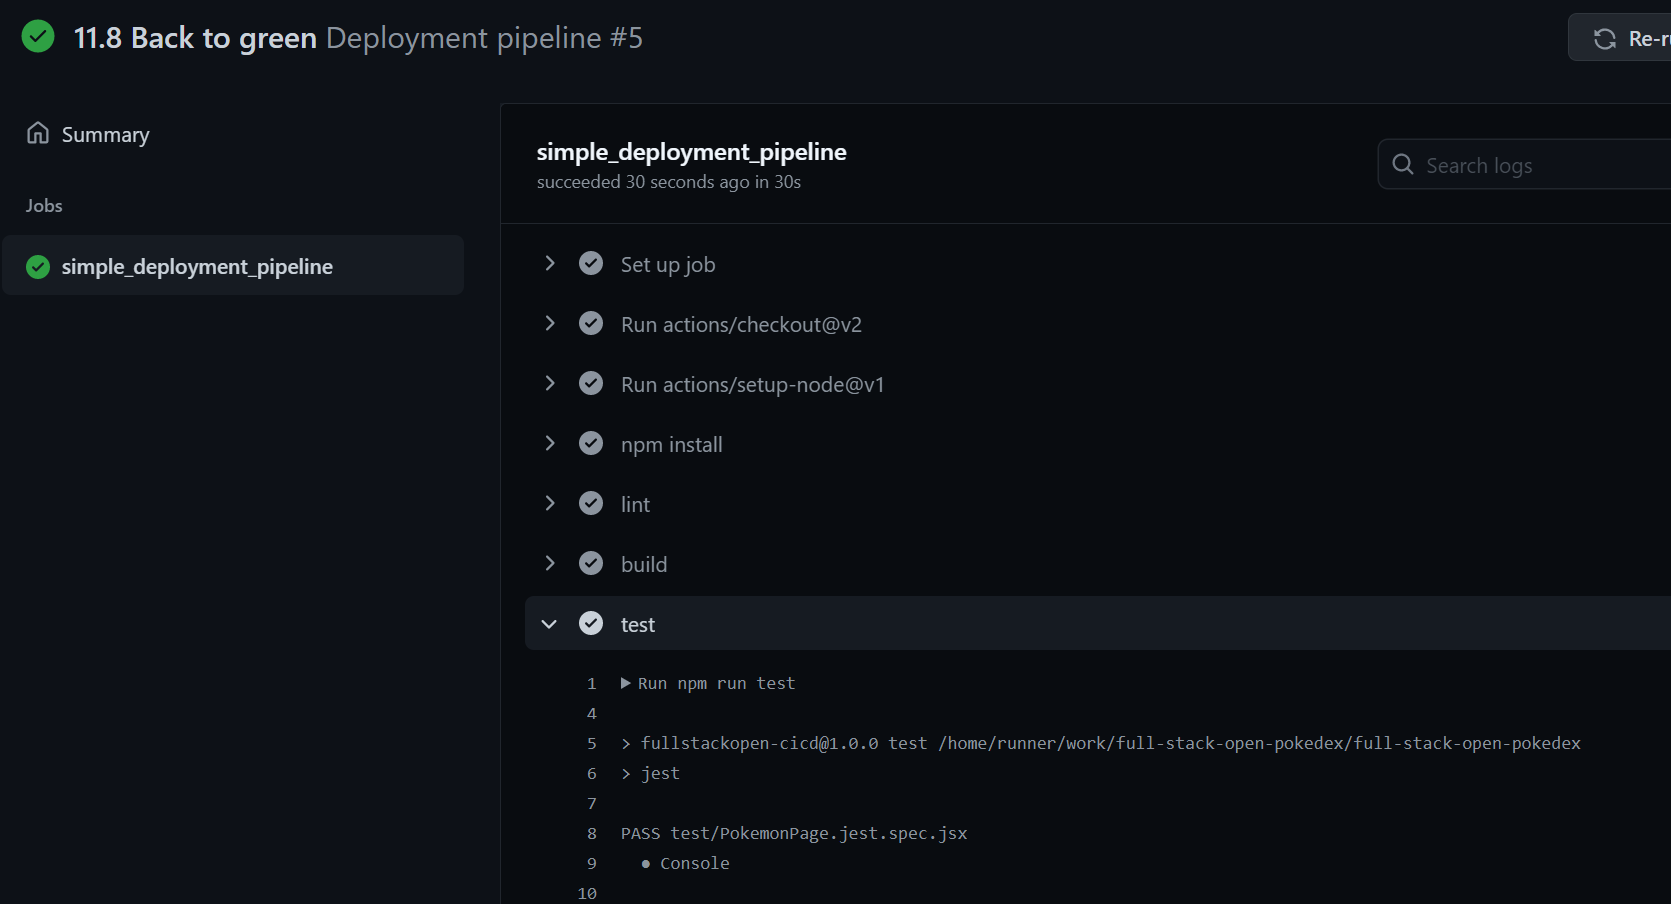 11.8 Back to green Deployment pipeline #5
Summary
Jobs
simple_deployment_pipeline
simple_deployment_pipeline
succeeded 30 seconds ago in 30s
Search logs
Set up job
Run actions/checkout@v2
Run actions/setup-node@v1
npm install
lint
build
test
1 Run npm run test
4
5 > fullstackopen-cicd@1.0.0 test /home/runner/work/full-stack-open-pokedex/full-stack-open-pokedex
6 > jest
7
8 PASS test/PokemonPage.jest.spec.jsx
9 ● Console
10